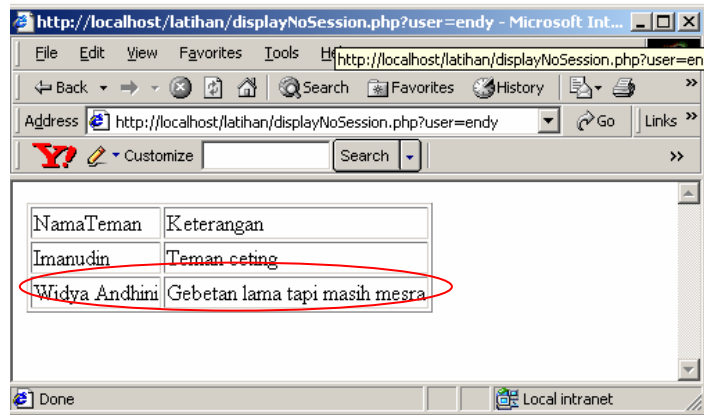 http://localhost/latihan/displayNoSession.php?user=endy - Microsoft Int...
File Edit View Favorites Tools
http://localhost/latihan/displayNoSession.php?user=en
Back Search Favorites History »
Address http://localhost/latihan/displayNoSession.php?user=endy Go Links »
Y! Customize Search »
NamaTeman Keterangan
Imanudin Teman ceting
Widya Andhini Gebetan lama tapi masih mesra
Done Local intranet